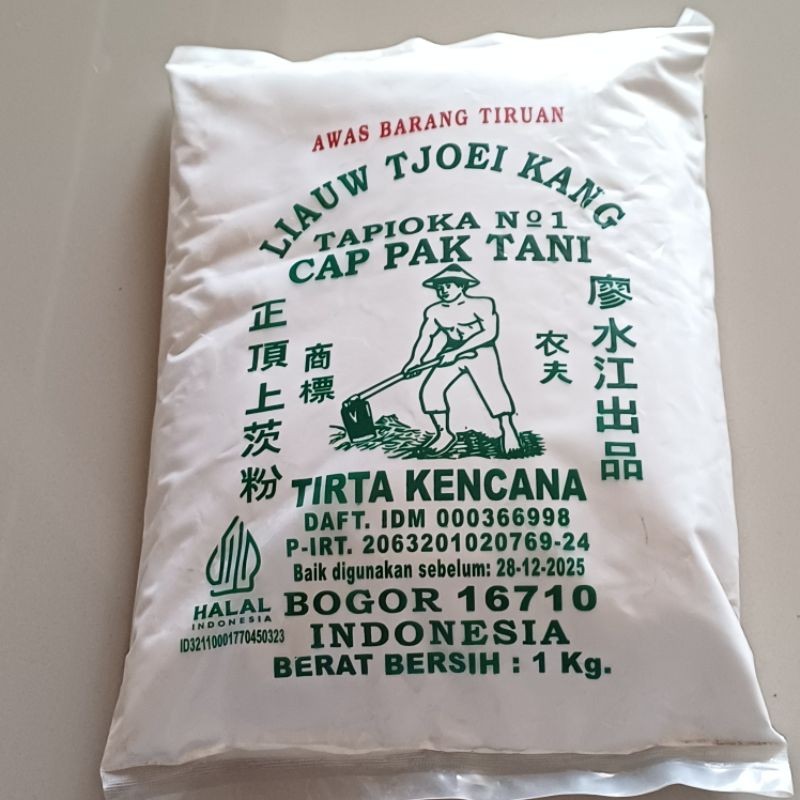 AWAS BARANG TIRUAN
LIAUW TJOEI KANG
TAPIOKA Nº1
CAP PAK TANI
正頂上茨粉
商標
农夫
廖水江出品
TIRTA KENCANA
DAFT. IDM 000366998
P-IRT. 2063201020769-24
Baik digunakan sebelum: 28-12-2025
HALAL
INDONESIA
ID32110001770450323
BOGOR 16710
INDONESIA
BERAT BERSIH : 1 Kg.